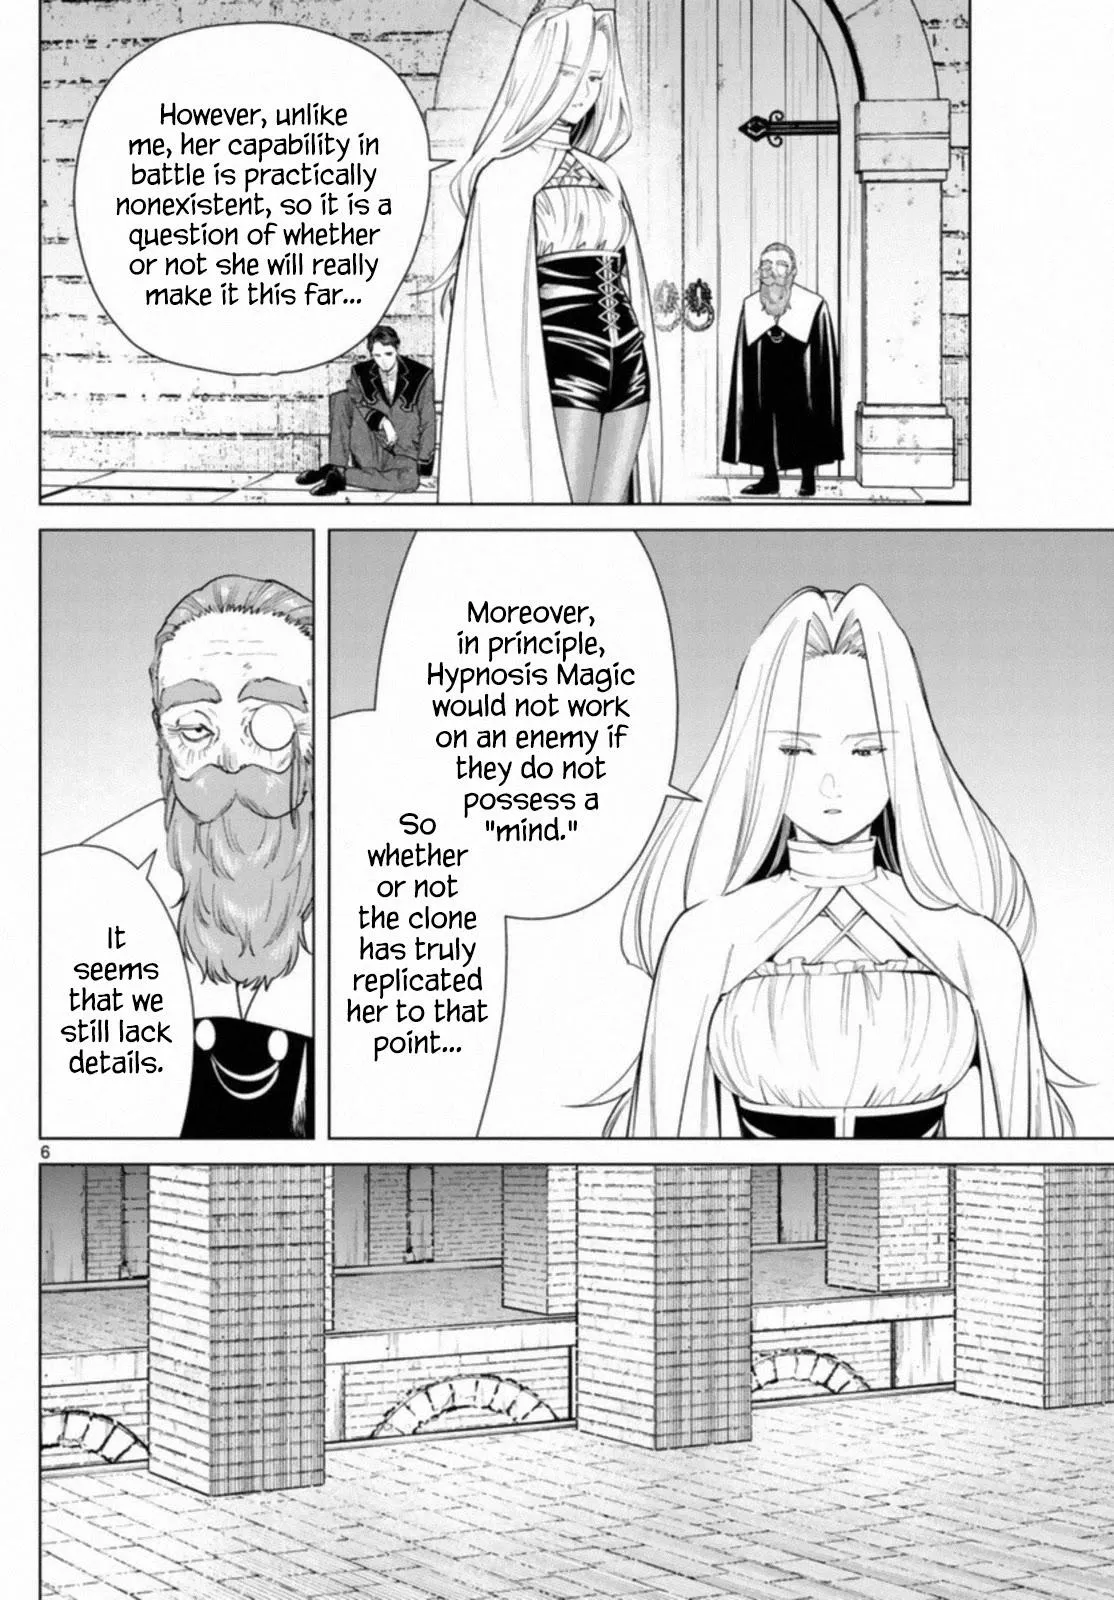 However, unlike
me, her capability in
battle is practically
nonexistent, so it is a
question of whether
or not she will really
make it this far...
Moreover,
in principle,
Hypnosis Magic
would not work
on an enemy if
they do not
possess a
"mind."
So
whether
or not
the clone
has truly
replicated
her to that
point...
It
seems
that we
still lack
details.
6